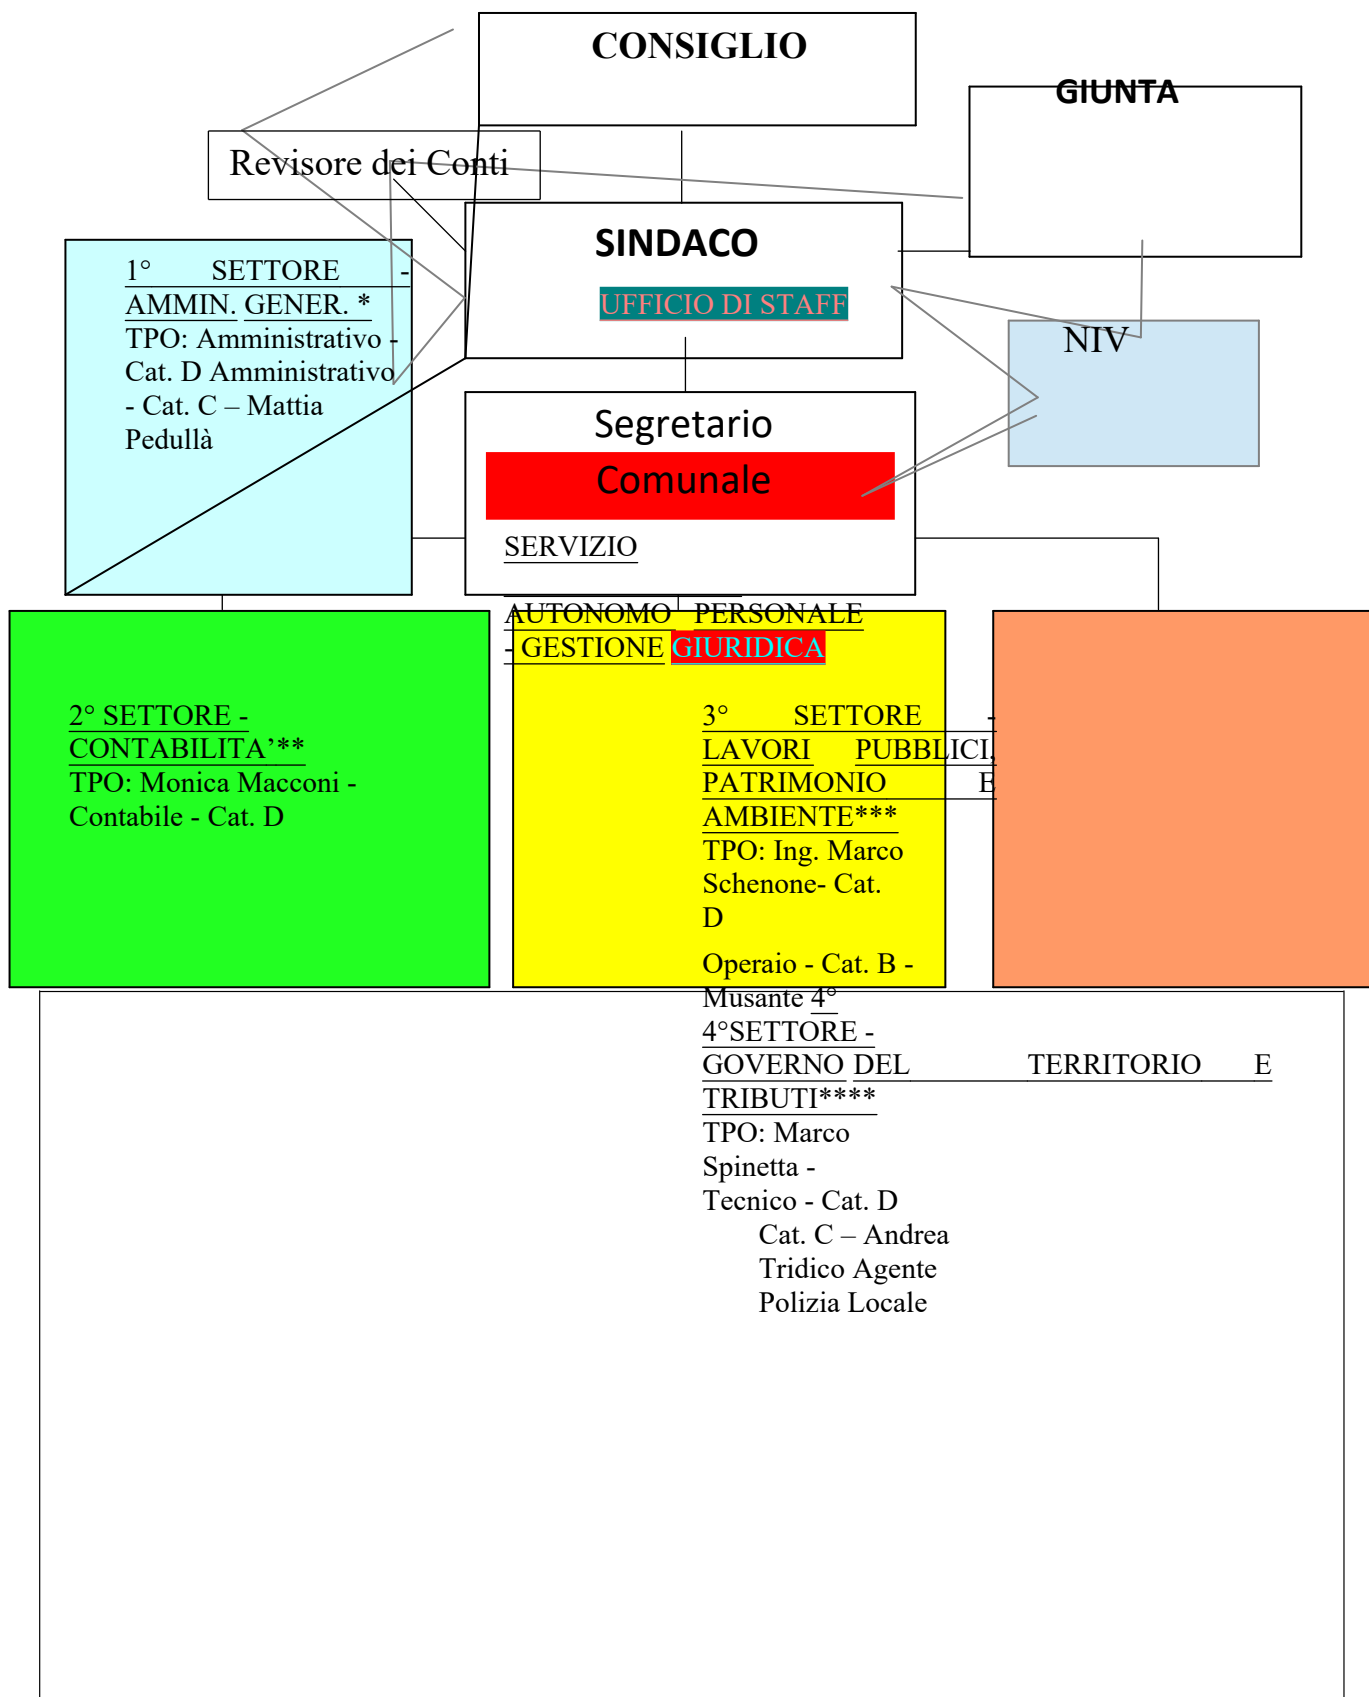 CONSIGLIO
GIUNTA
Revisore dei Conti
SINDACO
UFFICIO DI STAFF
1° SETTORE -
AMMIN. GENER. *
TPO: Amministrativo -
Cat. D Amministrativo
- Cat. C – Mattia
Pedullà
NIV
Segretario
Comunale
SERVIZIO
AUTONOMO PERSONALE
- GESTIONE GIURIDICA
2° SETTORE -
CONTABILITA’**
TPO: Monica Macconi -
Contabile - Cat. D
3° SETTORE -
LAVORI PUBBLICI,
PATRIMONIO E
AMBIENTE***
TPO: Ing. Marco
Schenone- Cat.
D
Operaio - Cat. B -
Musante 4°
4°SETTORE -
GOVERNO DEL TERRITORIO E
TRIBUTI****
TPO: Marco
Spinetta -
Tecnico - Cat. D
Cat. C – Andrea
Tridico Agente
Polizia Locale